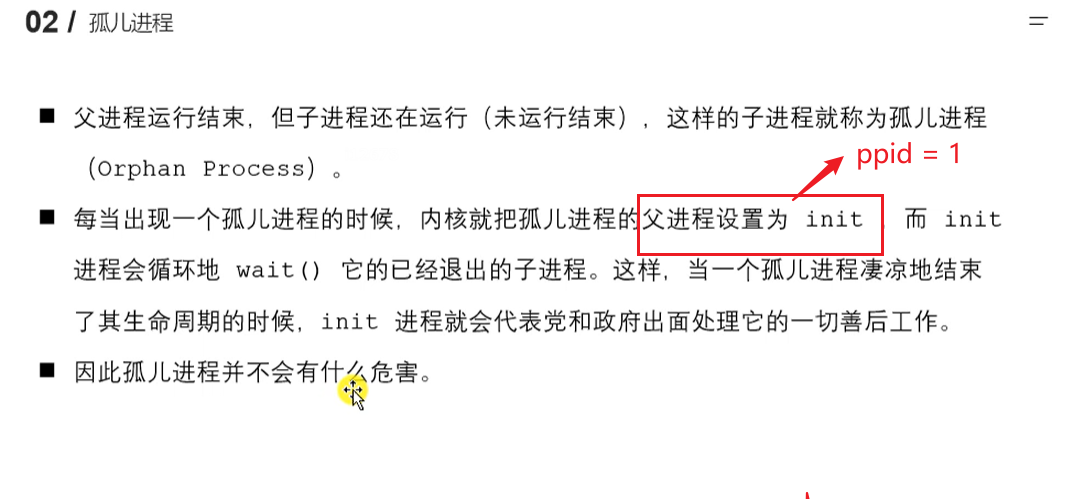 02 / 孤儿进程
■ 父进程运行结束，但子进程还在运行（未运行结束），这样的子进程就称为孤儿进程
（Orphan Process）。
ppid = 1
■ 每当出现一个孤儿进程的时候，内核就把孤儿进程的父进程设置为 init ，而 init
进程会循环地 wait() 它的已经退出的子进程。这样，当一个孤儿进程凄凉地结束
了其生命周期的时候，init 进程就会代表党和政府出面处理它的一切善后工作。
■ 因此孤儿进程并不会有什么危害。